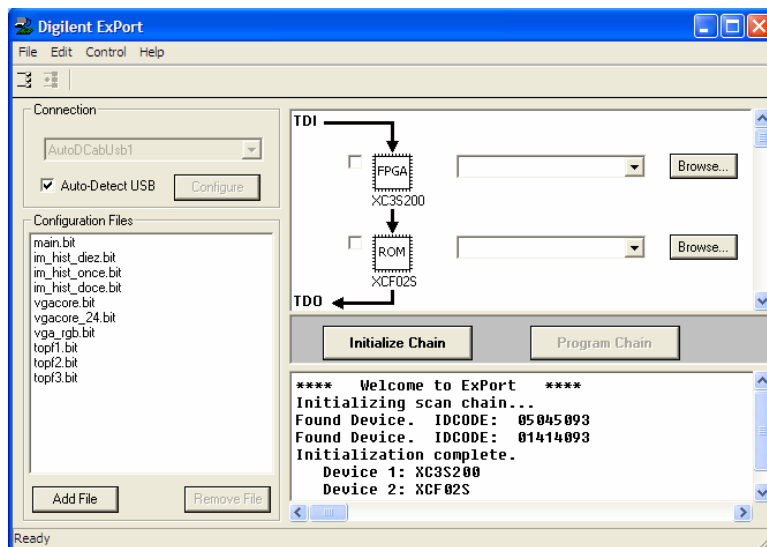 Digilent ExPort
File Edit Control Help
Connection
AutoDCabUsb1
Auto-Detect USB
Configure
Configuration Files
main.bit
im_hist_diez.bit
im_hist_once.bit
im_hist_doce.bit
vgacore.bit
vgacore_24.bit
vga_rgb.bit
topf1.bit
topf2.bit
topf3.bit
Add File
Remove File
TDI
FPGA
Browse...
XC3S200
ROM
Browse...
XCF02S
TDO
Initialize Chain
Program Chain
**** Welcome to ExPort ****
Initializing scan chain...
Found Device. IDCODE: 05045093
Found Device. IDCODE: 01414093
Initialization complete.
Device 1: XC3S200
Device 2: XCF02S
Ready